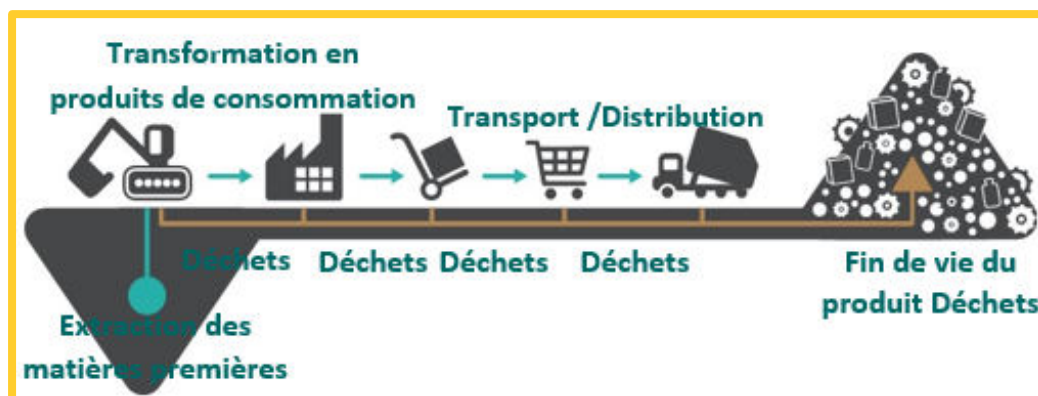 Transformation en
produits de consommation
Transport /Distribution
Déchets
Déchets
Déchets
Déchets
Fin de vie du
produit Déchets
Extraction des
matières premières